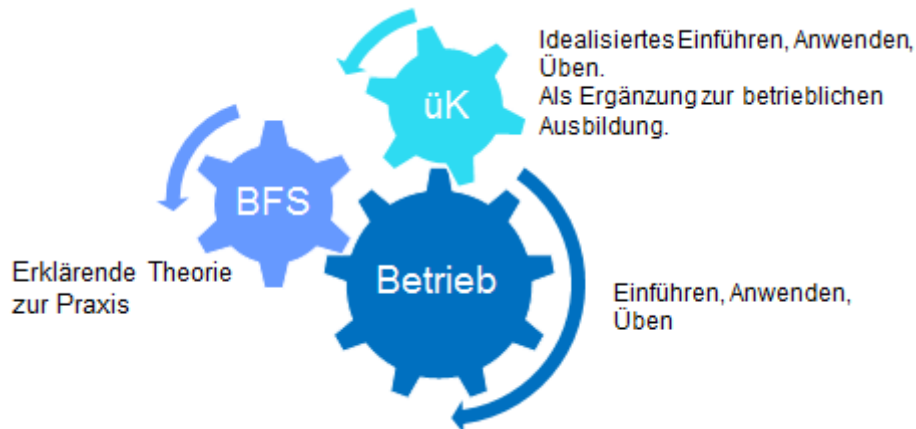 Idealisiertes Einführen, Anwenden,
Üben.
Als Ergänzung zur betrieblichen
Ausbildung.
üK
BFS
Erklärende Theorie
zur Praxis
Betrieb
Einführen, Anwenden,
Üben